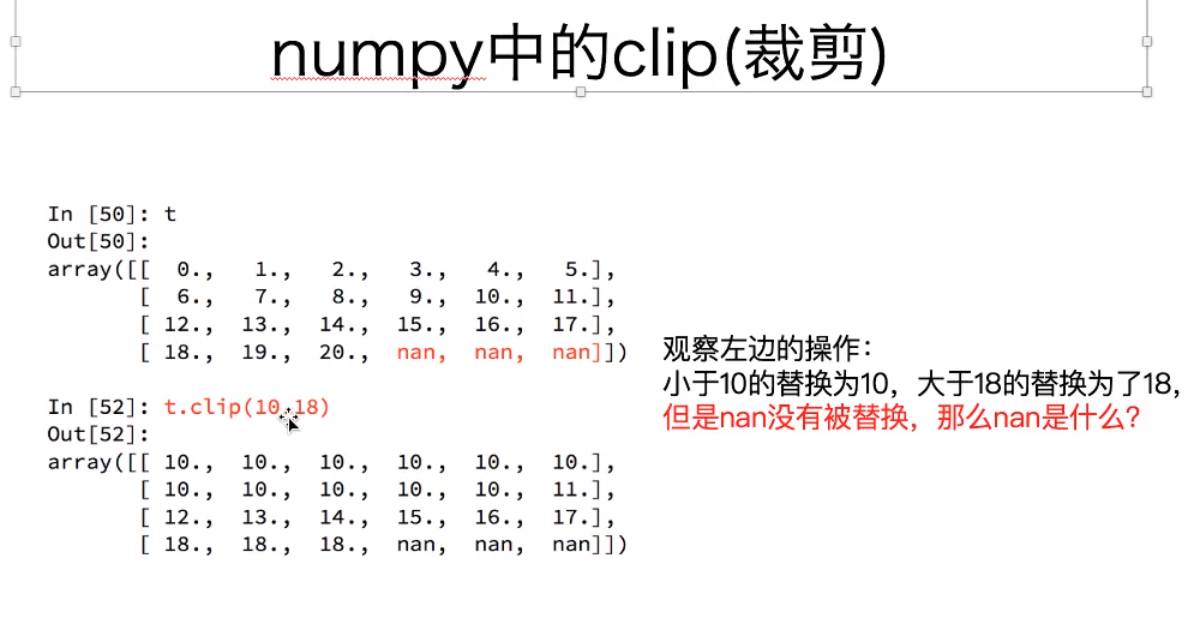 numpy中的clip(裁剪)
In [50]: t
Out[50]:
array([[  0.,   1.,   2.,   3.,   4.,   5.],
       [  6.,   7.,   8.,   9.,  10.,  11.],
       [ 12.,  13.,  14.,  15.,  16.,  17.],
       [ 18.,  19.,  20.,  nan,  nan,  nan]])
In [52]: t.clip(10,18)
Out[52]:
array([[ 10.,  10.,  10.,  10.,  10.,  10.],
       [ 10.,  10.,  10.,  10.,  10.,  11.],
       [ 12.,  13.,  14.,  15.,  16.,  17.],
       [ 18.,  18.,  18.,  nan,  nan,  nan]])
观察左边的操作：
小于10的替换为10，大于18的替换为了18，
但是nan没有被替换，那么nan是什么？